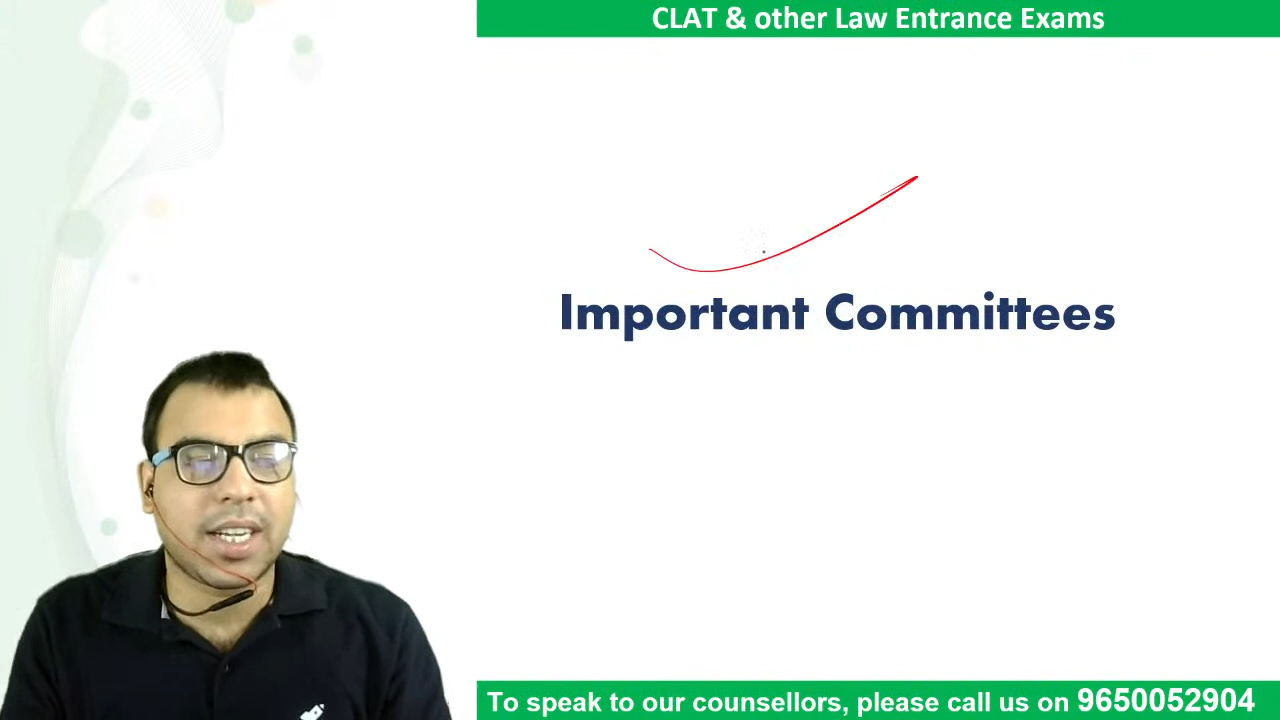 CLAT & other Law Entrance Exams
Important Committees
To speak to our counsellors, please call us on 9650052904